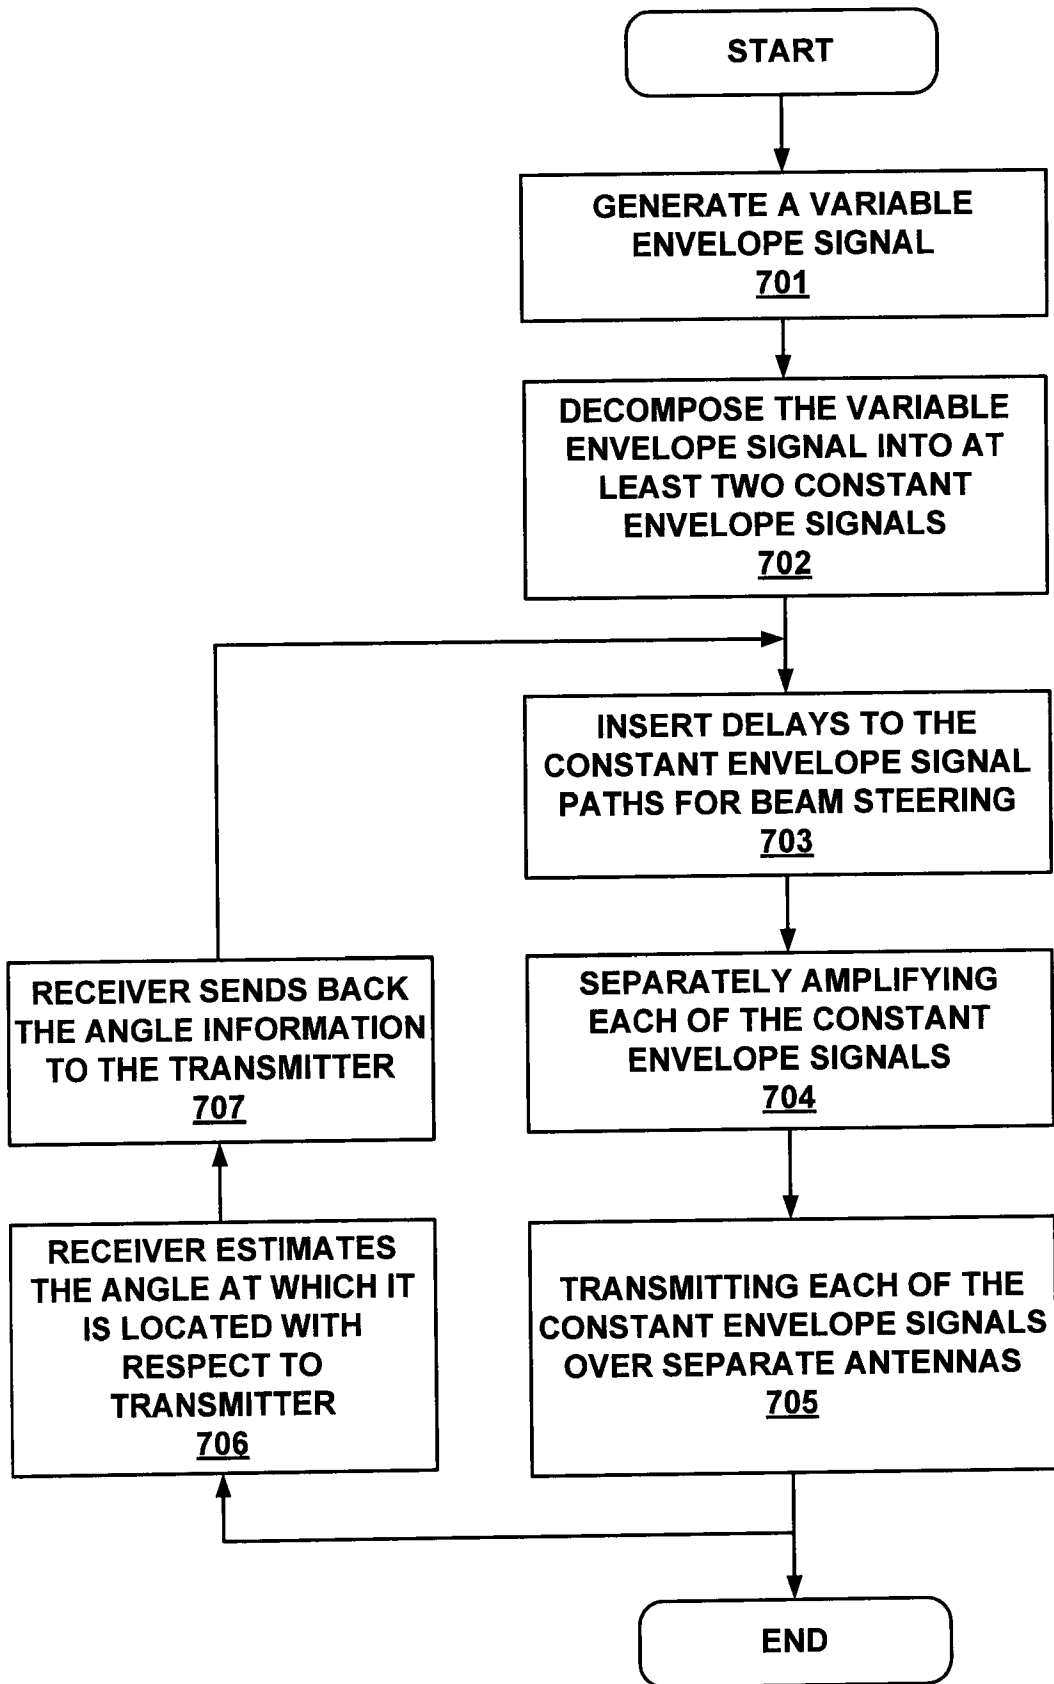 START
GENERATE A VARIABLE
ENVELOPE SIGNAL
701
DECOMPOSE THE VARIABLE
ENVELOPE SIGNAL INTO AT
LEAST TWO CONSTANT
ENVELOPE SIGNALS
702
INSERT DELAYS TO THE
CONSTANT ENVELOPE SIGNAL
PATHS FOR BEAM STEERING
703
SEPARATELY AMPLIFYING
EACH OF THE CONSTANT
ENVELOPE SIGNALS
704
TRANSMITTING EACH OF THE
CONSTANT ENVELOPE SIGNALS
OVER SEPARATE ANTENNAS
705
RECEIVER ESTIMATES
THE ANGLE AT WHICH IT
IS LOCATED WITH
RESPECT TO
TRANSMITTER
706
RECEIVER SENDS BACK
THE ANGLE INFORMATION
TO THE TRANSMITTER
707
END